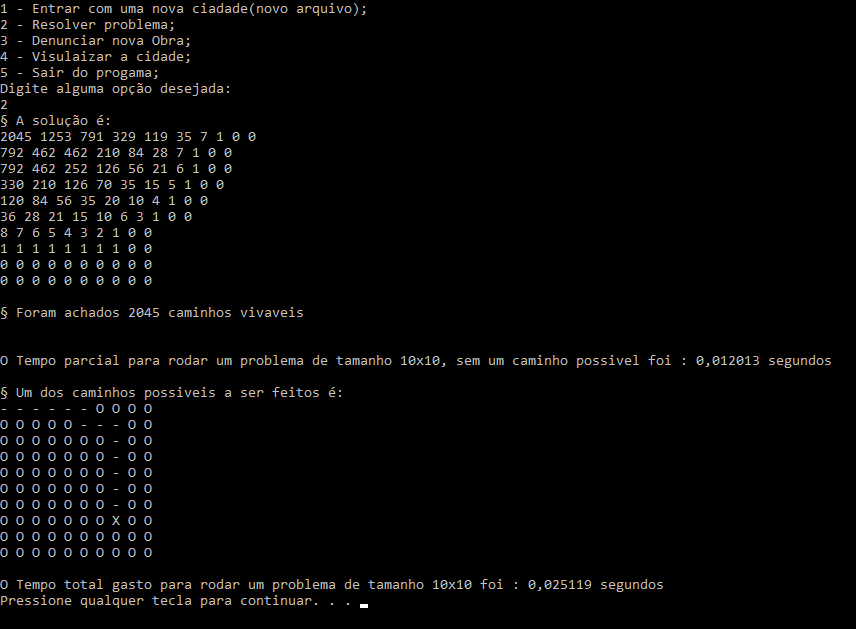 1 - Entrar com uma nova ciadade(novo arquivo);
2 - Resolver problema;
3 - Denunciar nova Obra;
4 - Visulaizar a cidade;
5 - Sair do progama;
Digite alguma opção desejada:
2
§ A solução é:
2045 1253 791 329 119 35 7 1 0 0
792 462 462 210 84 28 7 1 0 0
792 462 252 126 56 21 6 1 0 0
330 210 126 70 35 15 5 1 0 0
120 84 56 35 20 10 4 1 0 0
36 28 21 15 10 6 3 1 0 0
8 7 6 5 4 3 2 1 0 0
1 1 1 1 1 1 1 1 0 0
0 0 0 0 0 0 0 0 0 0
0 0 0 0 0 0 0 0 0 0
§ Foram achados 2045 caminhos vivaveis
O Tempo parcial para rodar um problema de tamanho 10x10, sem um caminho possivel foi : 0,012013 segundos
§ Um dos caminhos possiveis a ser feitos é:
- - - - - - O O O O
O O O O O - - - O O
O O O O O O O - O O
O O O O O O O - O O
O O O O O O O - O O
O O O O O O O - O O
O O O O O O O - O O
O O O O O O O X O O
O O O O O O O O O O
O O O O O O O O O O
O Tempo total gasto para rodar um problema de tamanho 10x10 foi : 0,025119 segundos
Pressione qualquer tecla para continuar. . .